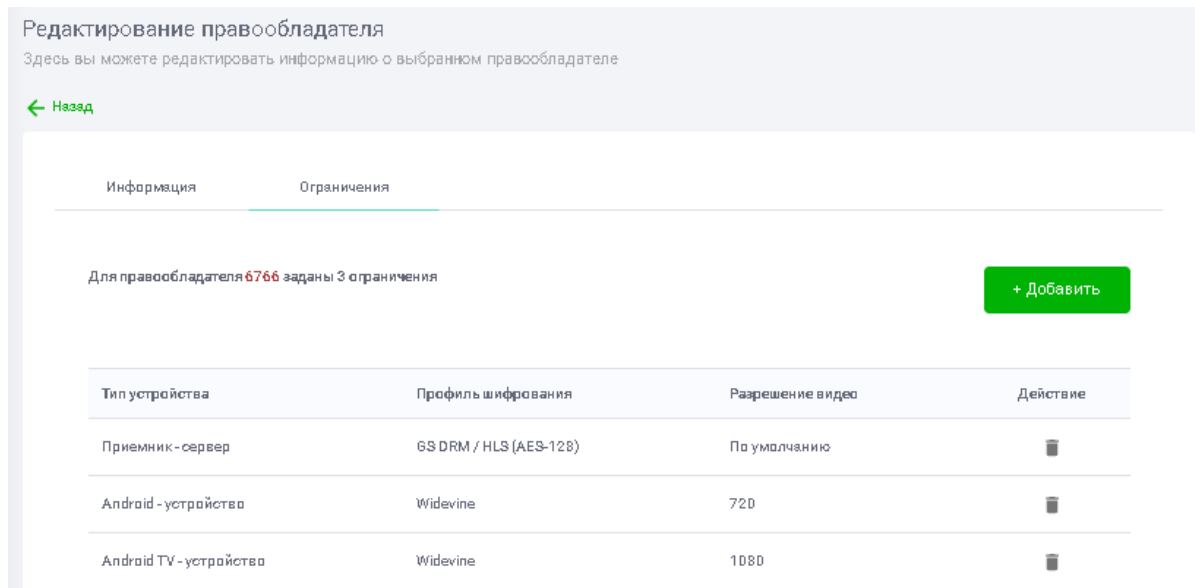 Редактирование правообладателя
Здесь вы можете редактировать информацию о выбранном правообладателе
Назад
Информация Ограничения
Для правообладателя 6766 заданы 3 ограничения
+ Добавить
Тип устройства Профиль шифрования Разрешение видео Действие
Приемник-сервер GS DRM / HLS (AES-128) По умолчанию
Android-устройство Widevine 720
Android TV-устройство Widevine 1080